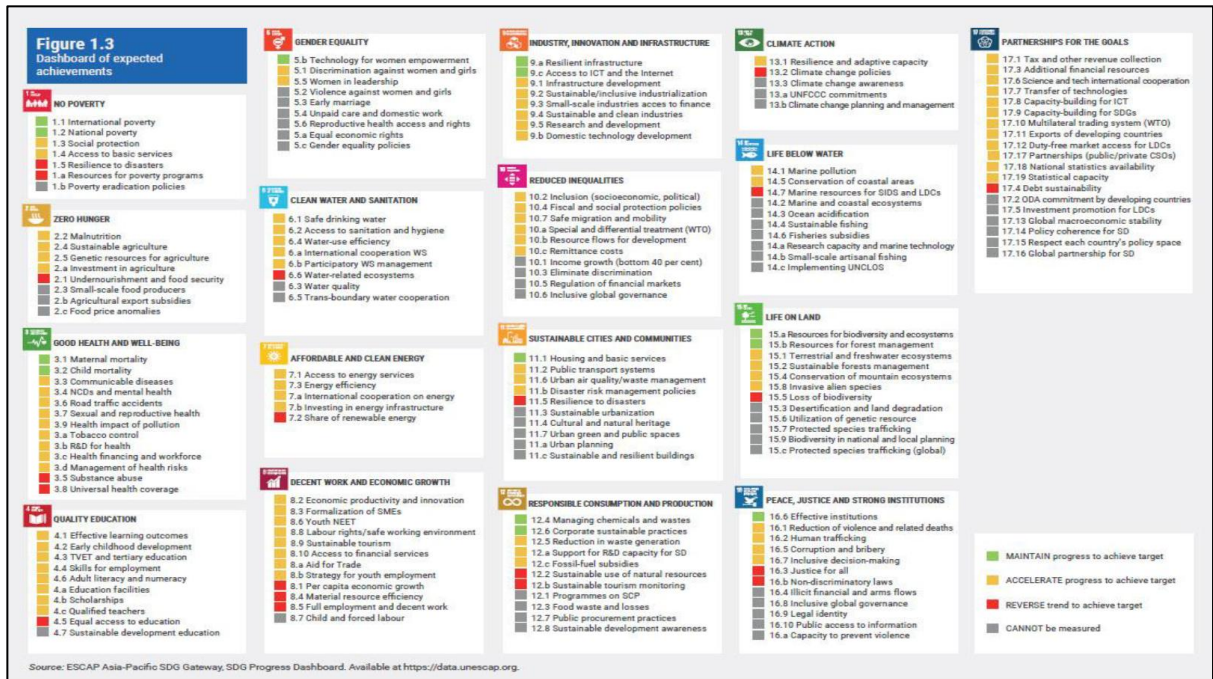 Figure 1.3
Dashboard of expected
achievements
NO POVERTY
1.1 International poverty
1.2 National poverty
1.3 Social protection
1.4 Access to basic services
1.5 Resilience to disasters
1.a Resources for poverty programs
1.b Poverty eradication policies
ZERO HUNGER
2.2 Malnutrition
2.4 Sustainable agriculture
2.5 Genetic resources for agriculture
2.a Investment in agriculture
2.1 Undernourishment and food security
2.3 Small-scale food producers
2.b Agricultural export subsidies
2.c Food price anomalies
GOOD HEALTH AND WELL-BEING
3.1 Maternal mortality
3.2 Child mortality
3.3 Communicable diseases
3.4 NCDs and mental health
3.6 Road traffic accidents
3.7 Sexual and reproductive health
3.9 Health impact of pollution
3.a Tobacco control
3.b R&D for health
3.c Health financing and workforce
3.d Management of health risks
3.5 Substance abuse
3.8 Universal health coverage
QUALITY EDUCATION
4.1 Effective learning outcomes
4.2 Early childhood development
4.3 TVET and tertiary education
4.4 Skills for employment
4.6 Adult literacy and numeracy
4.a Education facilities
4.b Scholarships
4.c Qualified teachers
4.5 Equal access to education
4.7 Sustainable development education
GENDER EQUALITY
5.b Technology for women empowerment
5.1 Discrimination against women and girls
5.5 Women in leadership
5.2 Violence against women and girls
5.3 Early marriage
5.4 Unpaid care and domestic work
5.6 Reproductive health access and rights
5.a Equal economic rights
5.c Gender equality policies
CLEAN WATER AND SANITATION
6.1 Safe drinking water
6.2 Access to sanitation and hygiene
6.4 Water-use efficiency
6.a International cooperation WS
6.b Participatory WS management
6.6 Water-related ecosystems
6.3 Water quality
6.5 Trans-boundary water cooperation
AFFORDABLE AND CLEAN ENERGY
7.1 Access to energy services
7.3 Energy efficiency
7.a International cooperation on energy
7.b Investing in energy infrastructure
7.2 Share of renewable energy
DECENT WORK AND ECONOMIC GROWTH
8.2 Economic productivity and innovation
8.3 Formalization of SMEs
8.6 Youth NEET
8.8 Labour rights/safe working environment
8.9 Sustainable tourism
8.10 Access to financial services
8.a Aid for Trade
8.b Strategy for youth employment
8.1 Per capita economic growth
8.4 Material resource efficiency
8.5 Full employment and decent work
8.7 Child and forced labour
INDUSTRY, INNOVATION AND INFRASTRUCTURE
9.a Resilient infrastructure
9.c Access to ICT and the Internet
9.1 Infrastructure development
9.2 Sustainable/inclusive industrialization
9.3 Small-scale industries access to finance
9.4 Sustainable and clean industries
9.5 Research and development
9.b Domestic technology development
REDUCED INEQUALITIES
10.2 Inclusion (socioeconomic, political)
10.4 Fiscal and social protection policies
10.7 Safe migration and mobility
10.a Special and differential treatment (WTO)
10.b Resource flows for development
10.c Remittance costs
10.1 Income growth (bottom 40 per cent)
10.3 Eliminate discrimination
10.5 Regulation of financial markets
10.6 Inclusive global governance
SUSTAINABLE CITIES AND COMMUNITIES
11.1 Housing and basic services
11.2 Public transport systems
11.6 Urban air quality/waste management
11.b Disaster risk management policies
11.5 Resilience to disasters
11.3 Sustainable urbanization
11.4 Cultural and natural heritage
11.7 Urban green and public spaces
11.a Urban planning
11.c Sustainable and resilient buildings
RESPONSIBLE CONSUMPTION AND PRODUCTION
12.4 Managing chemicals and wastes
12.6 Corporate sustainable practices
12.5 Reduction in waste generation
12.a Support for R&D capacity for SD
12.c Fossil-fuel subsidies
12.2 Sustainable use of natural resources
12.b Sustainable tourism monitoring
12.1 Programmes on SCP
12.3 Food waste and losses
12.7 Public procurement practices
12.8 Sustainable development awareness
CLIMATE ACTION
13.1 Resilience and adaptive capacity
13.2 Climate change policies
13.3 Climate change awareness
13.a UNFCCC commitments
13.b Climate change planning and management
LIFE BELOW WATER
14.1 Marine pollution
14.5 Conservation of coastal areas
14.7 Marine resources for SIDS and LDCs
14.2 Marine and coastal ecosystems
14.3 Ocean acidification
14.4 Sustainable fishing
14.6 Fisheries subsidies
14.a Research capacity and marine technology
14.b Small-scale artisanal fishing
14.c Implementing UNCLOS
LIFE ON LAND
15.a Resources for biodiversity and ecosystems
15.b Resources for forest management
15.1 Terrestrial and freshwater ecosystems
15.2 Sustainable forests management
15.4 Conservation of mountain ecosystems
15.8 Invasive alien species
15.5 Loss of biodiversity
15.3 Desertification and land degradation
15.6 Utilization of genetic resource
15.7 Protected species trafficking
15.9 Biodiversity in national and local planning
15.c Protected species trafficking (global)
PEACE, JUSTICE AND STRONG INSTITUTIONS
16.6 Effective institutions
16.1 Reduction of violence and related deaths
16.2 Human trafficking
16.5 Corruption and bribery
16.7 Inclusive decision-making
16.3 Justice for all
16.b Non-discriminatory laws
16.4 Illicit financial and arms flows
16.8 Inclusive global governance
16.9 Legal identity
16.10 Public access to information
16.a Capacity to prevent violence
PARTNERSHIPS FOR THE GOALS
17.1 Tax and other revenue collection
17.3 Additional financial resources
17.6 Science and tech international cooperation
17.7 Transfer of technologies
17.8 Capacity-building for ICT
17.9 Capacity-building for SDGs
17.10 Multilateral trading system (WTO)
17.11 Exports of developing countries
17.12 Duty-free market access for LDCs
17.17 Partnerships (public/private CSOs)
17.18 National statistics availability
17.19 Statistical capacity
17.4 Debt sustainability
17.2 ODA commitment by developing countries
17.5 Investment promotion for LDCs
17.13 Global macroeconomic stability
17.14 Policy coherence for SD
17.15 Respect each country's policy space
17.16 Global partnership for SD
MAINTAIN progress to achieve target
ACCELERATE progress to achieve target
REVERSE trend to achieve target
CANNOT be measured
Source: ESCAP Asia-Pacific SDG Gateway, SDG Progress Dashboard. Available at https://data.unescap.org.